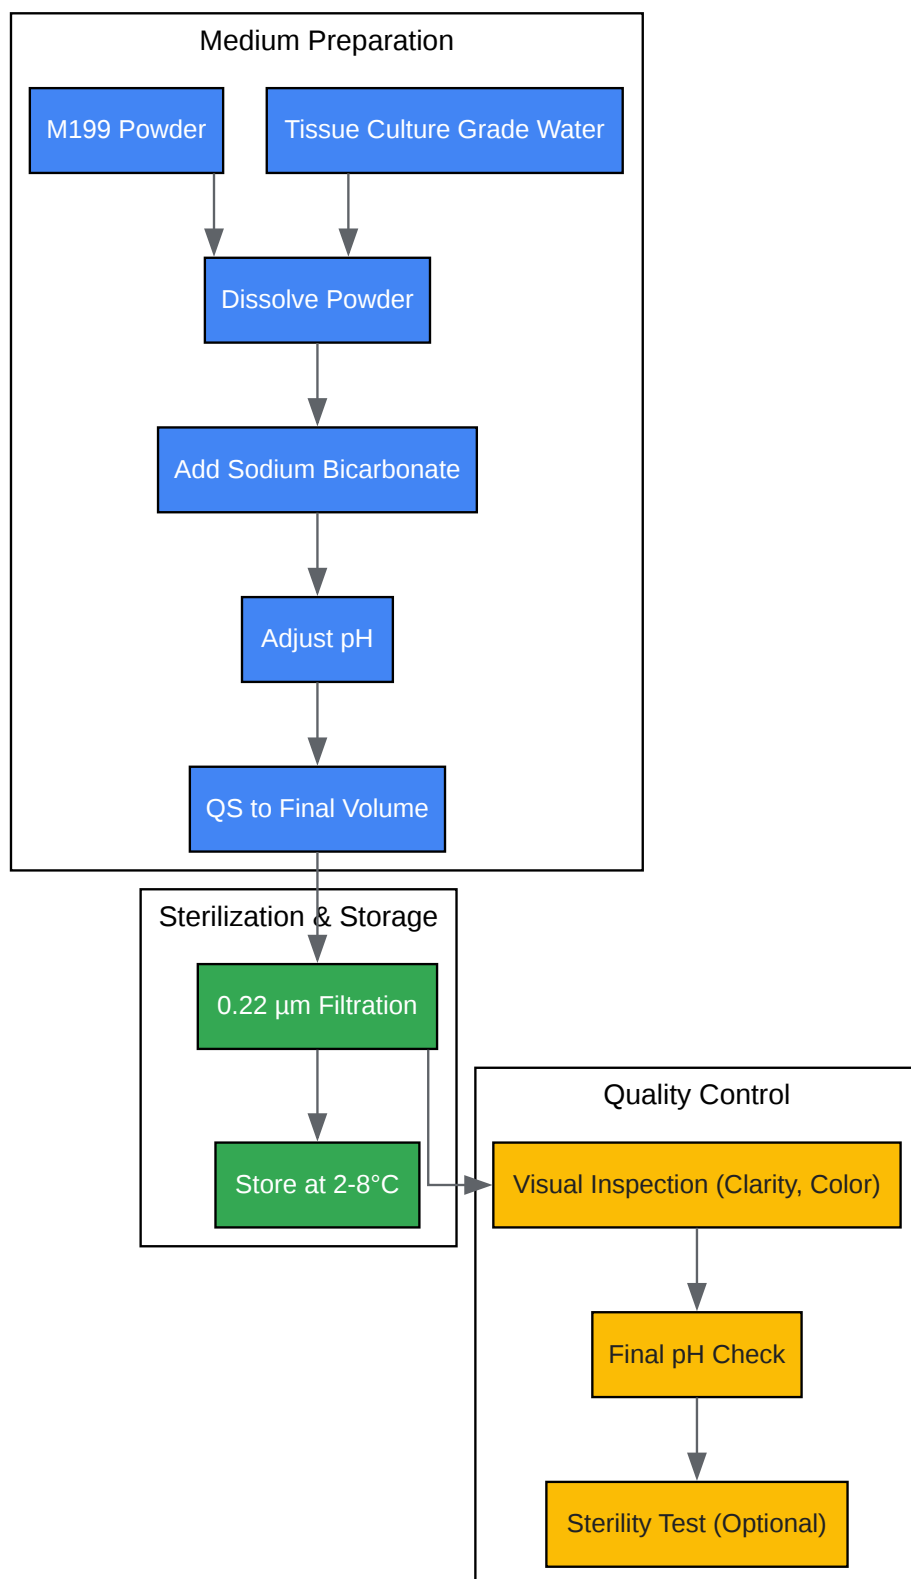 Medium Preparation
M199 Powder
Tissue Culture Grade Water
Dissolve Powder
Add Sodium Bicarbonate
Adjust pH
QS to Final Volume
Sterilization & Storage
0.22 µm Filtration
Store at 2-8°C
Quality Control
Visual Inspection (Clarity, Color)
Final pH Check
Sterility Test (Optional)